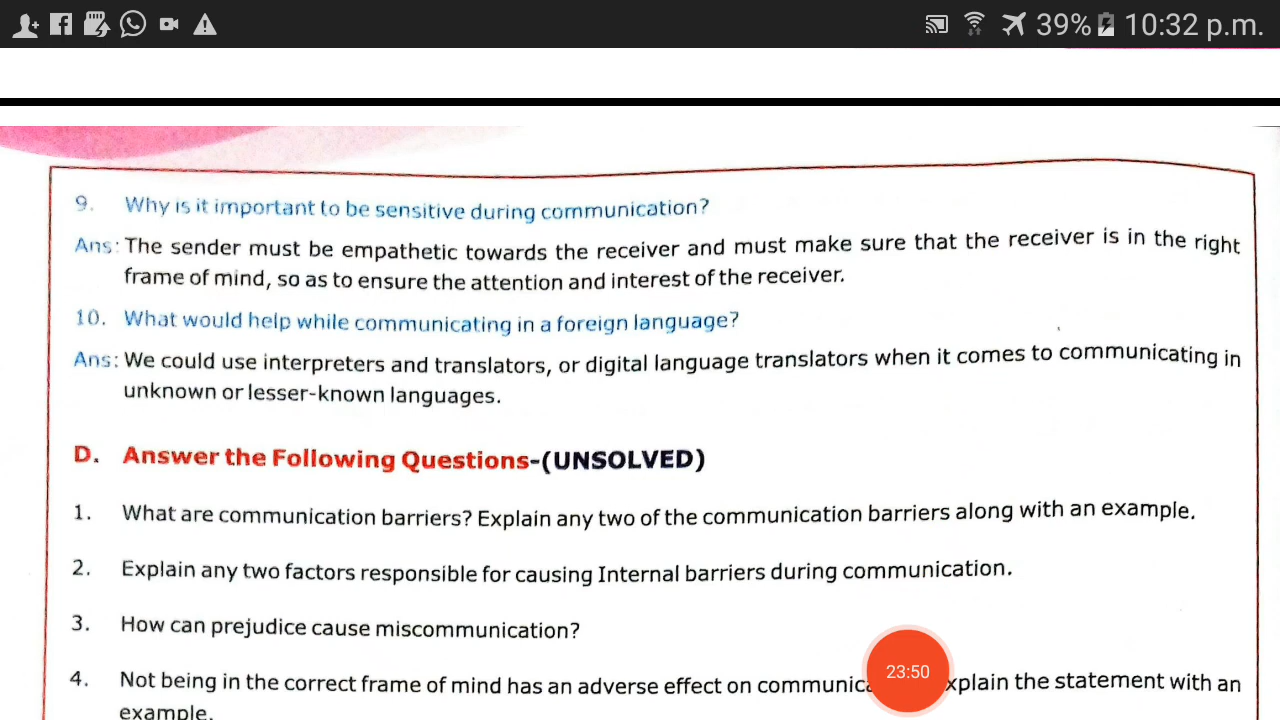 39% 10:32 p.m.
9. Why is it important to be sensitive during communication?
Ans: The sender must be empathetic towards the receiver and must make sure that the receiver is in the right
frame of mind, so as to ensure the attention and interest of the receiver.
10. What would help while communicating in a foreign language?
Ans: We could use interpreters and translators, or digital language translators when it comes to communicating in
unknown or lesser-known languages.
D. Answer the Following Questions-(UNSOLVED)
1. What are communication barriers? Explain any two of the communication barriers along with an example.
2. Explain any two factors responsible for causing Internal barriers during communication.
3. How can prejudice cause miscommunication?
4. Not being in the correct frame of mind has an adverse effect on communica xplain the statement with an
23:50
example.